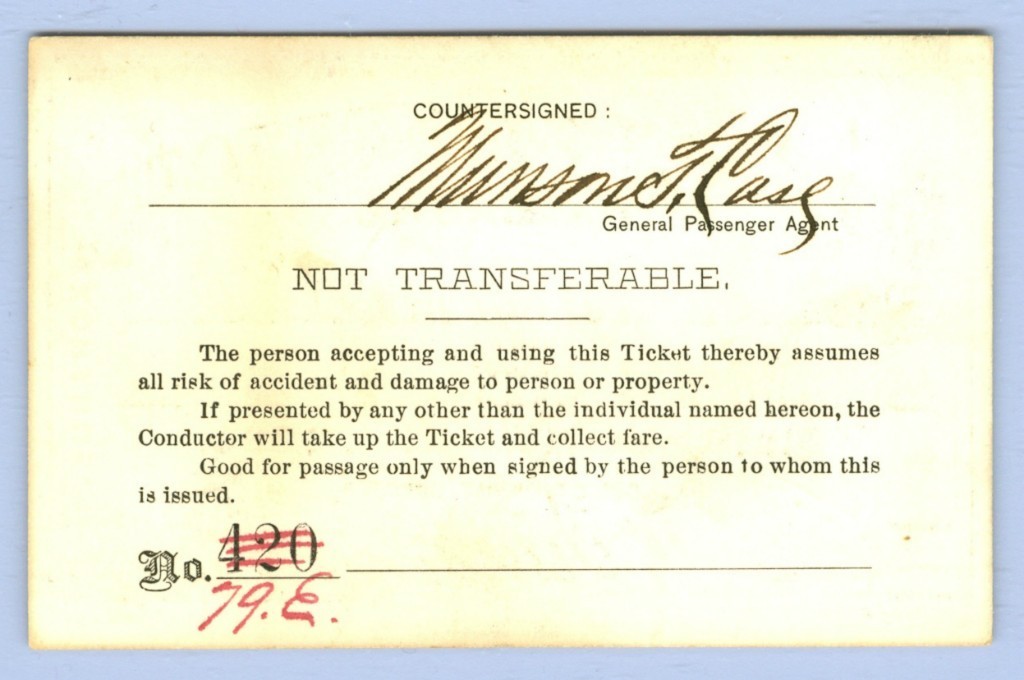 COUNTERSIGNED :
Munson T. Case
General Passenger Agent
NOT TRANSFERABLE.
The person accepting and using this Ticket thereby assumes
all risk of accident and damage to person or property.
If presented by any other than the individual named hereon, the
Conductor will take up the Ticket and collect fare.
Good for passage only when signed by the person to whom this
is issued.
No. 420
79. E.